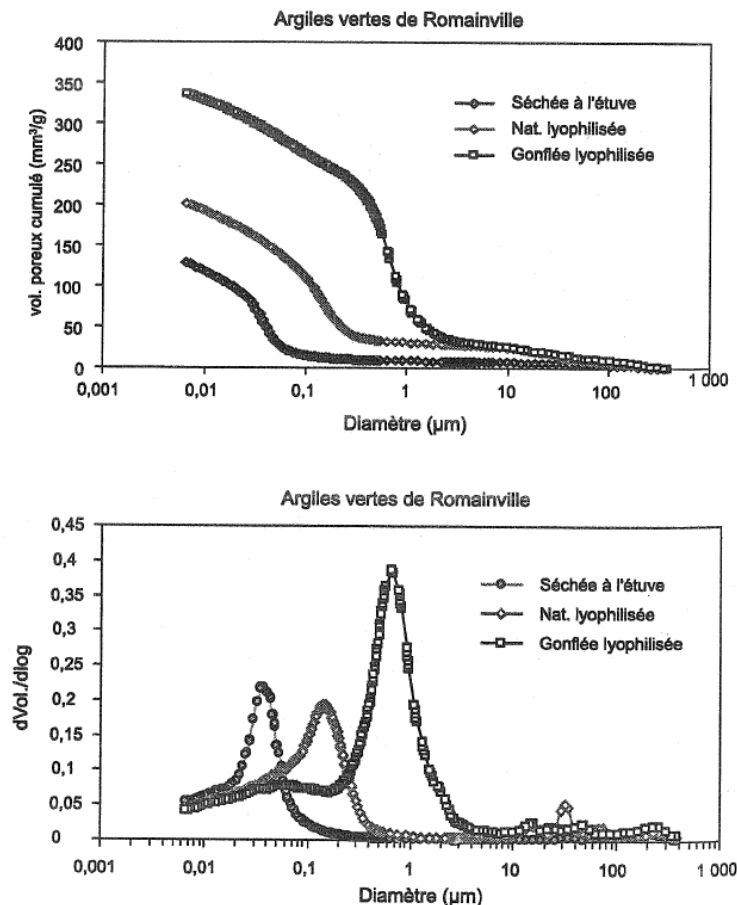 Argiles vertes de Romainville
vol. poreux cumulé (mm³/g)
400
350
300
250
200
150
100
50
0
Séchée à l'étuve
Nat. lyophilisée
Gonflée lyophilisée
0,001
0,01
0,1
1
10
100
1 000
Diamètre (µm)
Argiles vertes de Romainville
dVol./dlog
0,45
0,4
0,35
0,3
0,25
0,2
0,15
0,1
0,05
0
Séchée à l'étuve
Nat. lyophilisée
Gonflée lyophilisée
0,001
0,01
0,1
1
10
100
1 000
Diamètre (µm)